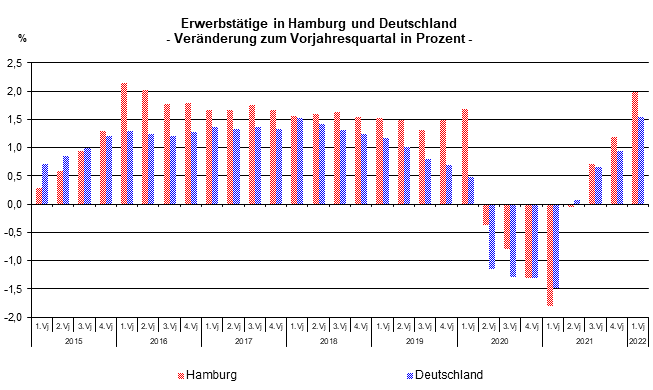 Erwerbstätige in Hamburg und Deutschland
- Veränderung zum Vorjahresquartal in Prozent -
%
2,5
2,0
1,5
1,0
0,5
0,0
-0,5
-1,0
-1,5
-2,0
1. Vj 2. Vj 3. Vj 4. Vj 1. Vj 2. Vj 3. Vj 4. Vj 1. Vj 2. Vj 3. Vj 4. Vj 1. Vj 2. Vj 3. Vj 4. Vj 1. Vj 2. Vj 3. Vj 4. Vj 1. Vj 2. Vj 3. Vj 4. Vj 1. Vj 2. Vj 3. Vj 4. Vj 1. Vj
2015 2016 2017 2018 2019 2020 2021 2022
Hamburg Deutschland